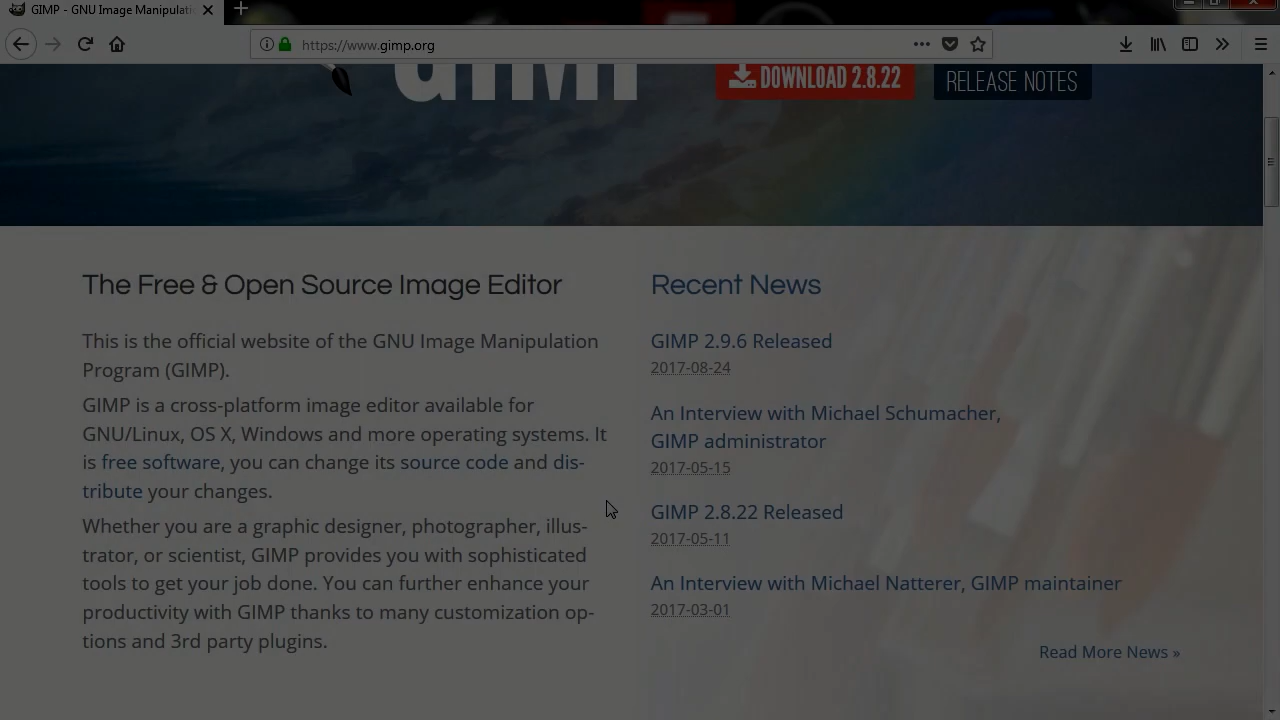 GIMP - GNU Image Manipulati
https://www.gimp.org
GIMP
DOWNLOAD 2.8.22
RELEASE NOTES
The Free & Open Source Image Editor
This is the official website of the GNU Image Manipulation
Program (GIMP).
GIMP is a cross-platform image editor available for
GNU/Linux, OS X, Windows and more operating systems. It
is free software, you can change its source code and dis-
tribute your changes.
Whether you are a graphic designer, photographer, illus-
trator, or scientist, GIMP provides you with sophisticated
tools to get your job done. You can further enhance your
productivity with GIMP thanks to many customization op-
tions and 3rd party plugins.
Recent News
GIMP 2.9.6 Released
2017-08-24
An Interview with Michael Schumacher,
GIMP administrator
2017-05-15
GIMP 2.8.22 Released
2017-05-11
An Interview with Michael Natterer, GIMP maintainer
2017-03-01
Read More News »